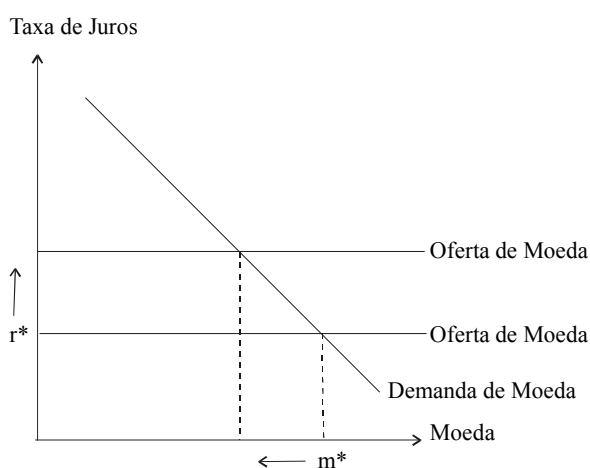 Taxa de Juros
Oferta de Moeda
r*
Oferta de Moeda
Demanda de Moeda
Moeda
m*